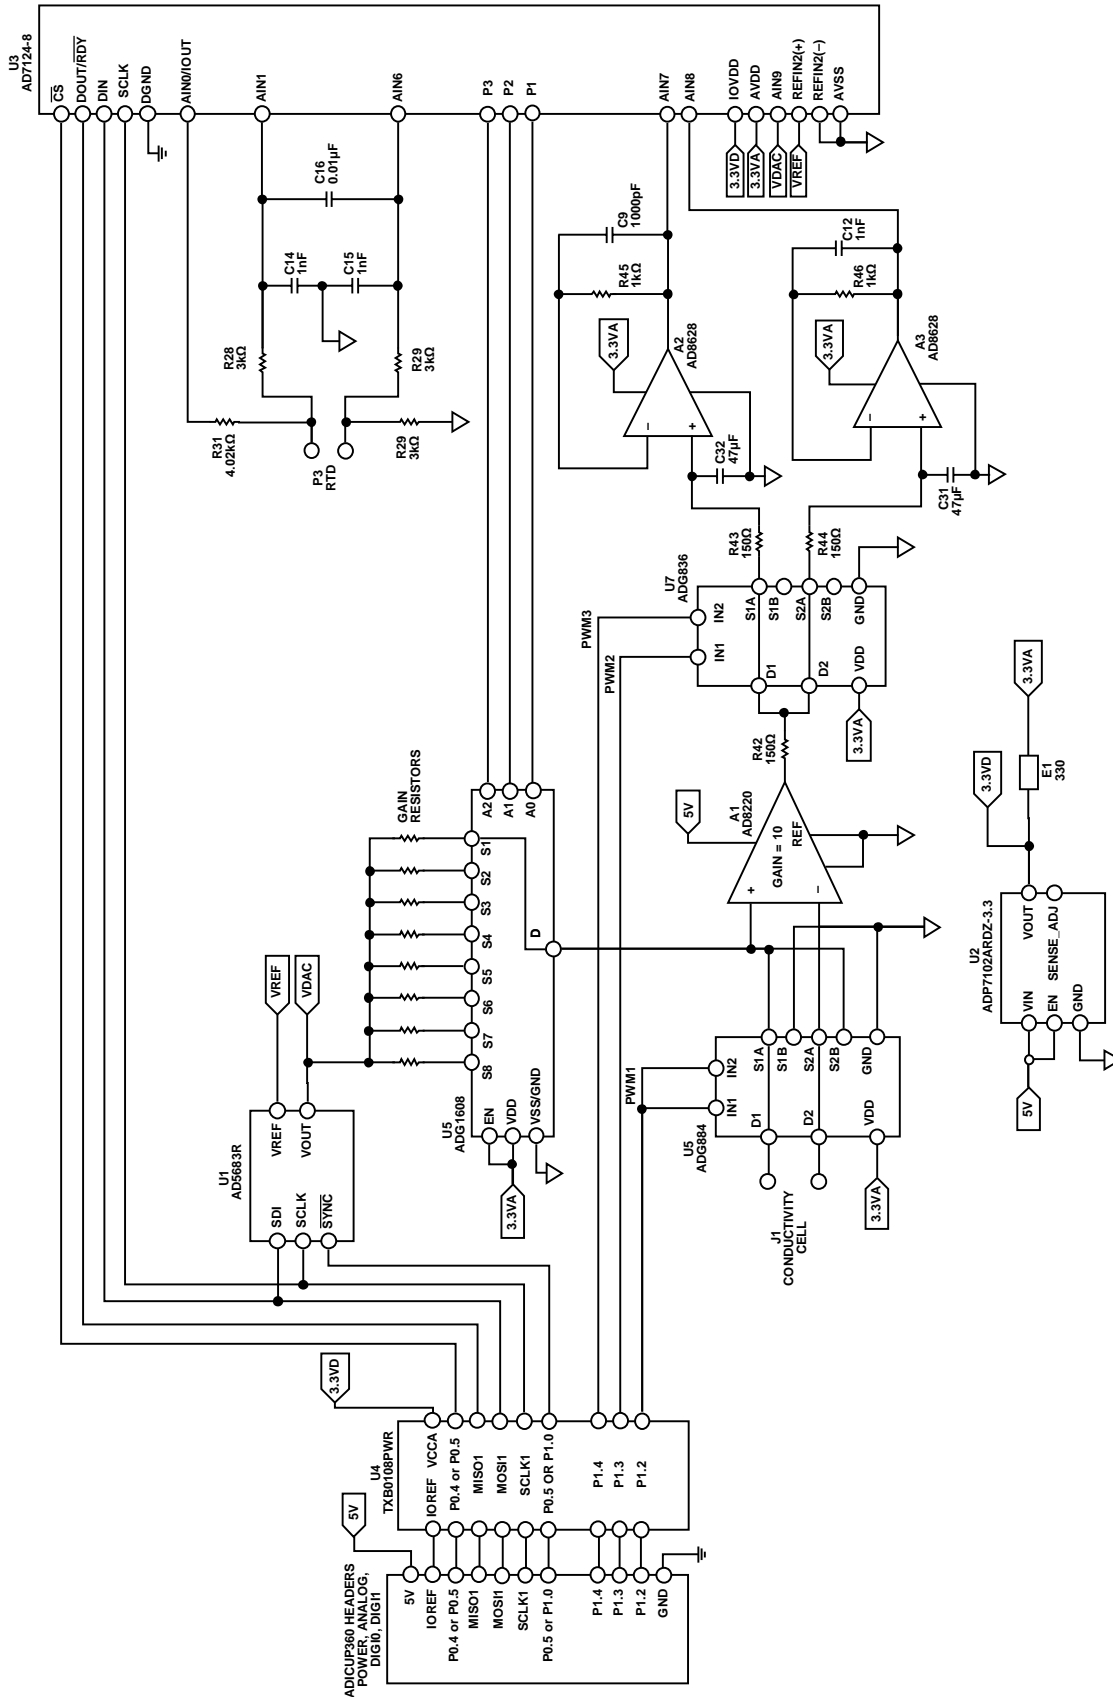 U3
AD7124-8
CS
DOUT/RDY
DIN
SCLK
DGND
AIN0/IOUT
AIN1
AIN6
P3
P2
P1
AIN7
AIN8
IOVDD
AVDD
AIN9
REFIN2(+)
REFIN2(–)
AVSS
3.3VD
3.3VA
VDAC
VREF
C16
0.01µF
C14
1nF
C15
1nF
R28
3kΩ
R29
3kΩ
R31
4.02kΩ
P3
RTD
R29
3kΩ
C9
1000pF
R45
1kΩ
3.3VA
A2
AD8628
–
+
C32
47µF
C12
1nF
R46
1kΩ
3.3VA
A3
AD8628
–
+
C31
47µF
R43
150Ω
R44
150Ω
U7
ADG836
PWM3
PWM2
IN2
IN1
S1A
S1B
S2A
S2B
GND
D1
D2
VDD
3.3VA
R42
150Ω
5V
A1
AD8220
GAIN = 10
REF
+
–
GAIN
RESISTORS
A2
A1
A0
S1
S2
S3
S4
S5
S6
S7
S8
D
EN
VDD
VSS/GND
U5
ADG1608
3.3VA
VREF
VDAC
U1
AD5683R
VREF
VOUT
SDI
SCLK
SYNC
PWM1
IN2
IN1
U5
ADG884
S1A
S1B
S2A
S2B
GND
D1
D2
VDD
3.3VA
J1
CONDUCTIVITY
CELL
3.3VA
E1
330
3.3VD
U2
ADP7102ARDZ-3.3
VOUT
SENSE_ADJ
VIN
EN
GND
5V
3.3VD
U4
TXB0108PWR
IOREF VCCA
P0.4 or P0.5
MISO1
MOSI1
SCLK1
P0.5 OR P1.0
P1.4
P1.3
P1.2
5V
ADICUP360 HEADERS
POWER, ANALOG,
DIGI0, DIGI1
5V
IOREF
P0.4 or P0.5
MISO1
MOSI1
SCLK1
P0.5 or P1.0
P1.4
P1.3
P1.2
GND